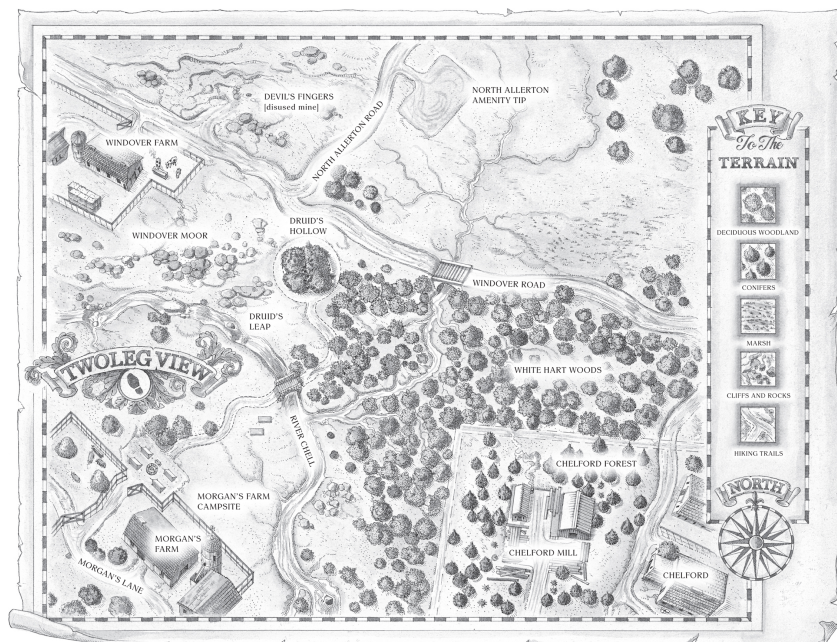 DEVIL'S FINGERS
[disused mine]
NORTH ALLERTON
AMENITY TIP
NORTH ALLERTON ROAD
WINDOVER FARM
WINDOVER MOOR
DRUID'S
HOLLOW
WINDOVER ROAD
DRUID'S
LEAP
TWOLEG VIEW
WHITE HART WOODS
RIVER CHELL
CHELFORD FOREST
MORGAN'S FARM
CAMPSITE
MORGAN'S
FARM
MORGAN'S LANE
CHELFORD MILL
CHELFORD
KEY
To The
TERRAIN
DECIDUOUS WOODLAND
CONIFERS
MARSH
CLIFFS AND ROCKS
HIKING TRAILS
NORTH